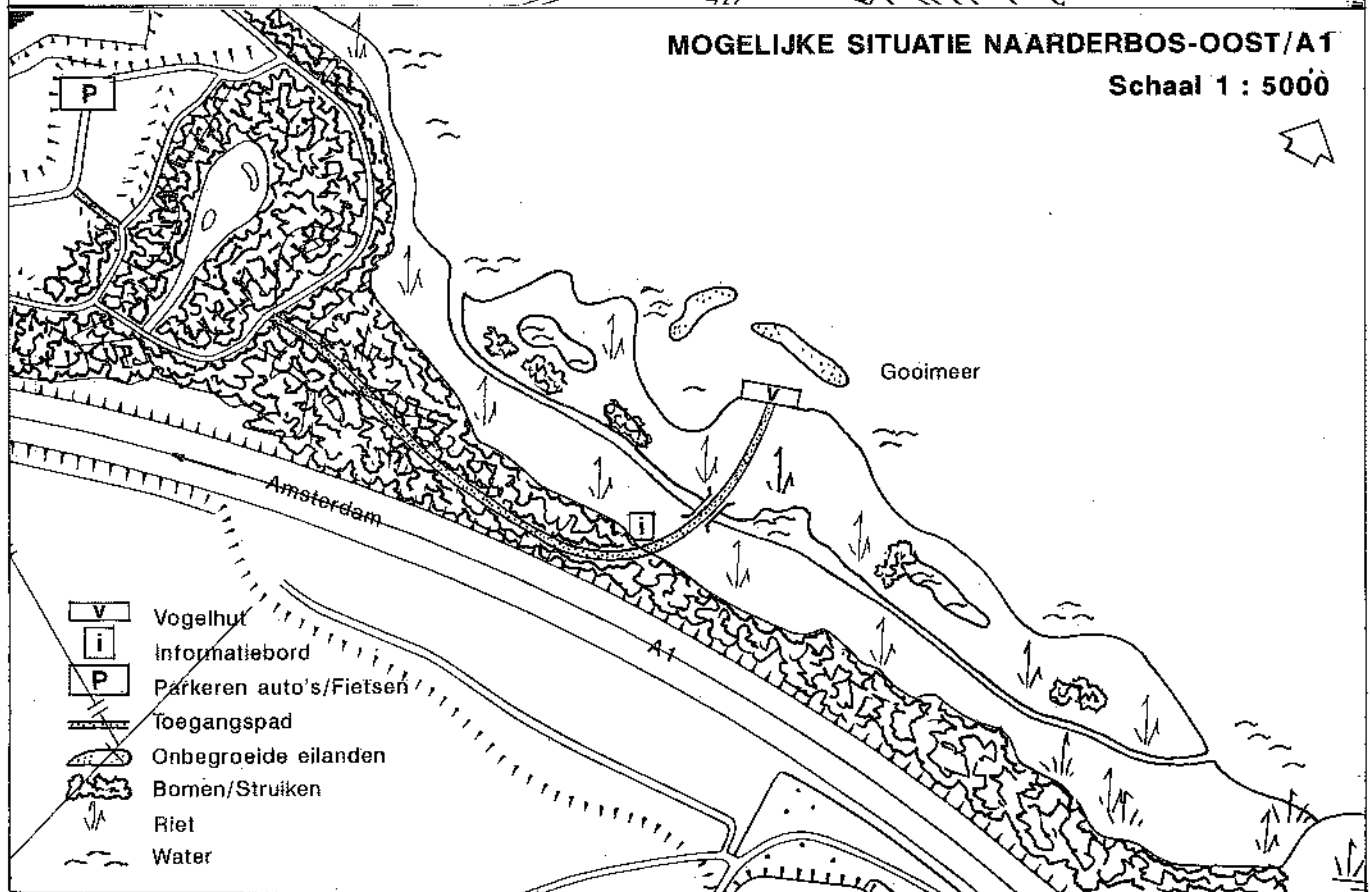 MOGELIJKE SITUATIE NAARDERBOS-OOST/A1
Schaal 1 : 5000
P
Gooimeer
V
Amsterdam
i
A1
V Vogelhut
i Informatiebord
P Parkeren auto's/Fietsen
Toegangspad
Onbegroeide eilanden
Bomen/Struiken
Riet
Water